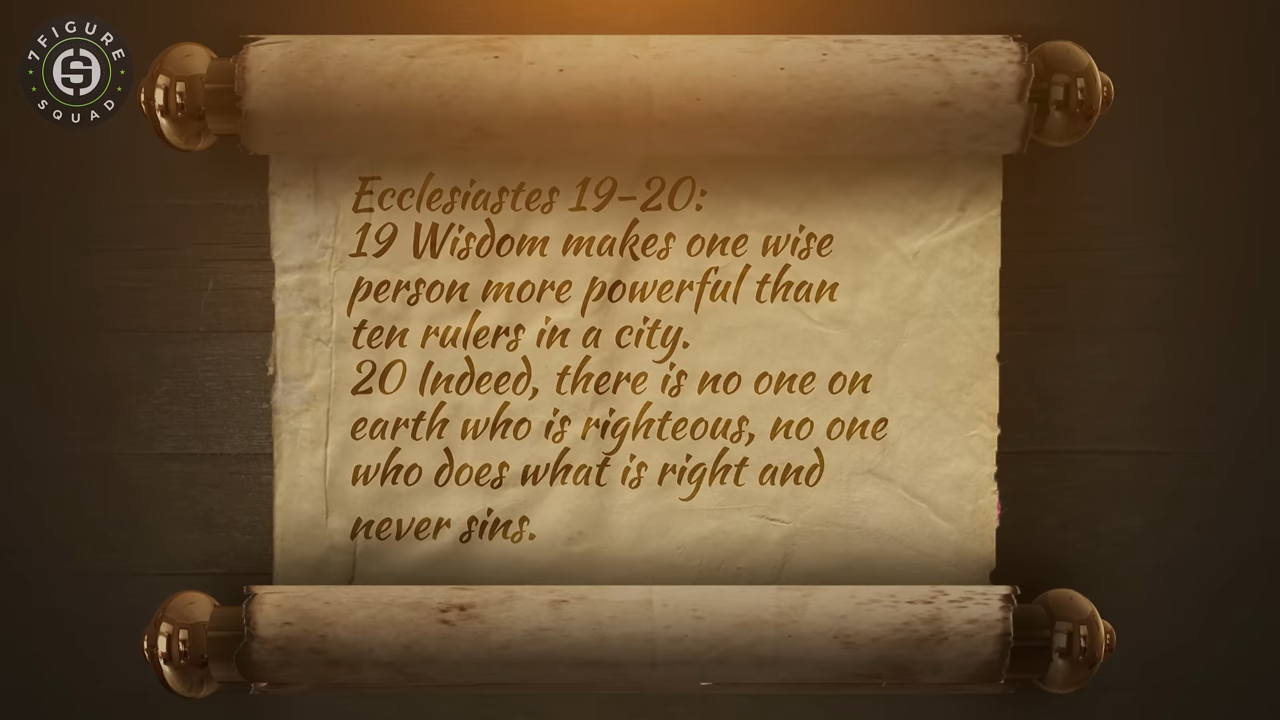 7FIGURE
SQUAD
Ecclesiastes 19-20:
19 Wisdom makes one wise
person more powerful than
ten rulers in a city.
20 Indeed, there is no one on
earth who is righteous, no one
who does what is right and
never sins.